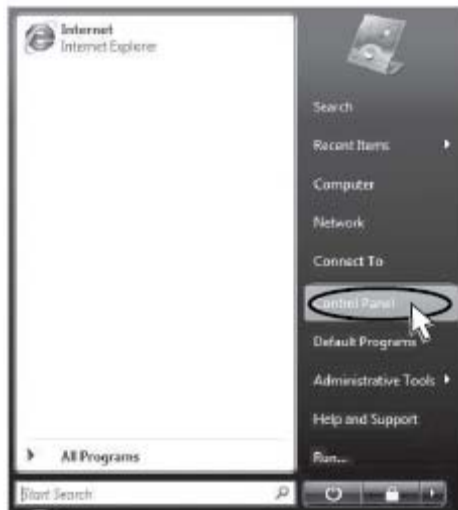 Internet
Internet Explorer
Search
Recent Items
Computer
Network
Connect To
Control Panel
Default Programs
Administrative Tools
Help and Support
Run...
All Programs
Start Search